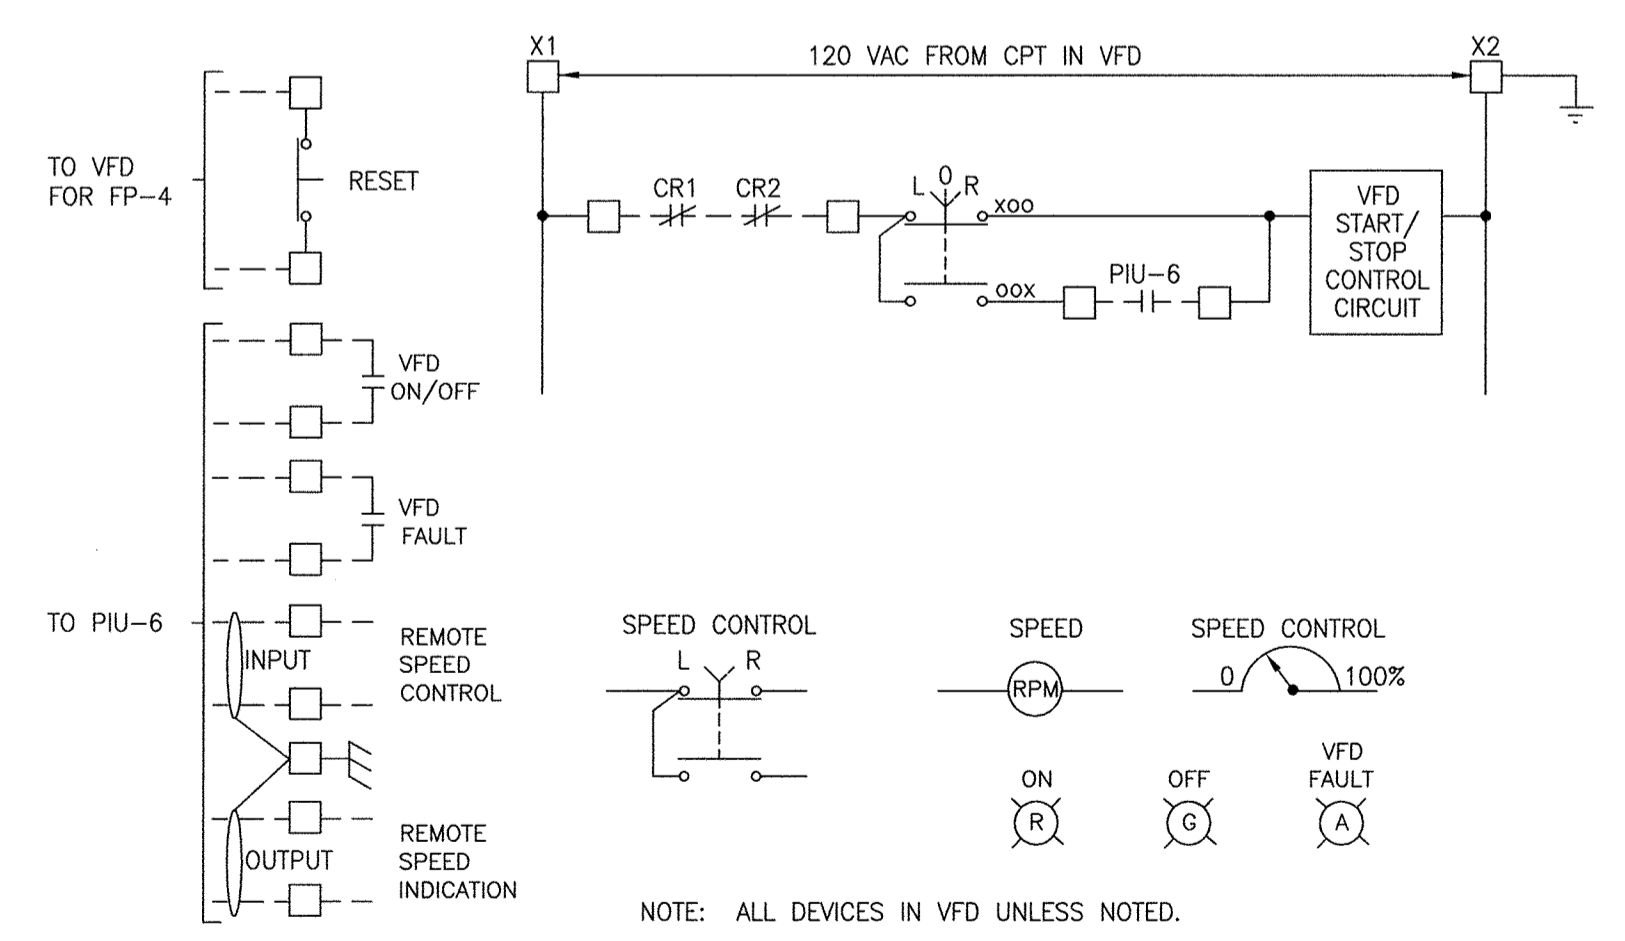 X1
120 VAC FROM CPT IN VFD
X2
TO VFD
FOR FP-4
RESET
CR1
CR2
L
0
R
XOO
OOX
PIU-6
VFD
START/
STOP
CONTROL
CIRCUIT
VFD
ON/OFF
VFD
FAULT
TO PIU-6
INPUT
REMOTE
SPEED
CONTROL
OUTPUT
REMOTE
SPEED
INDICATION
SPEED CONTROL
L
R
SPEED
RPM
SPEED CONTROL
0
100%
ON
R
OFF
G
VFD
FAULT
A
NOTE: ALL DEVICES IN VFD UNLESS NOTED.